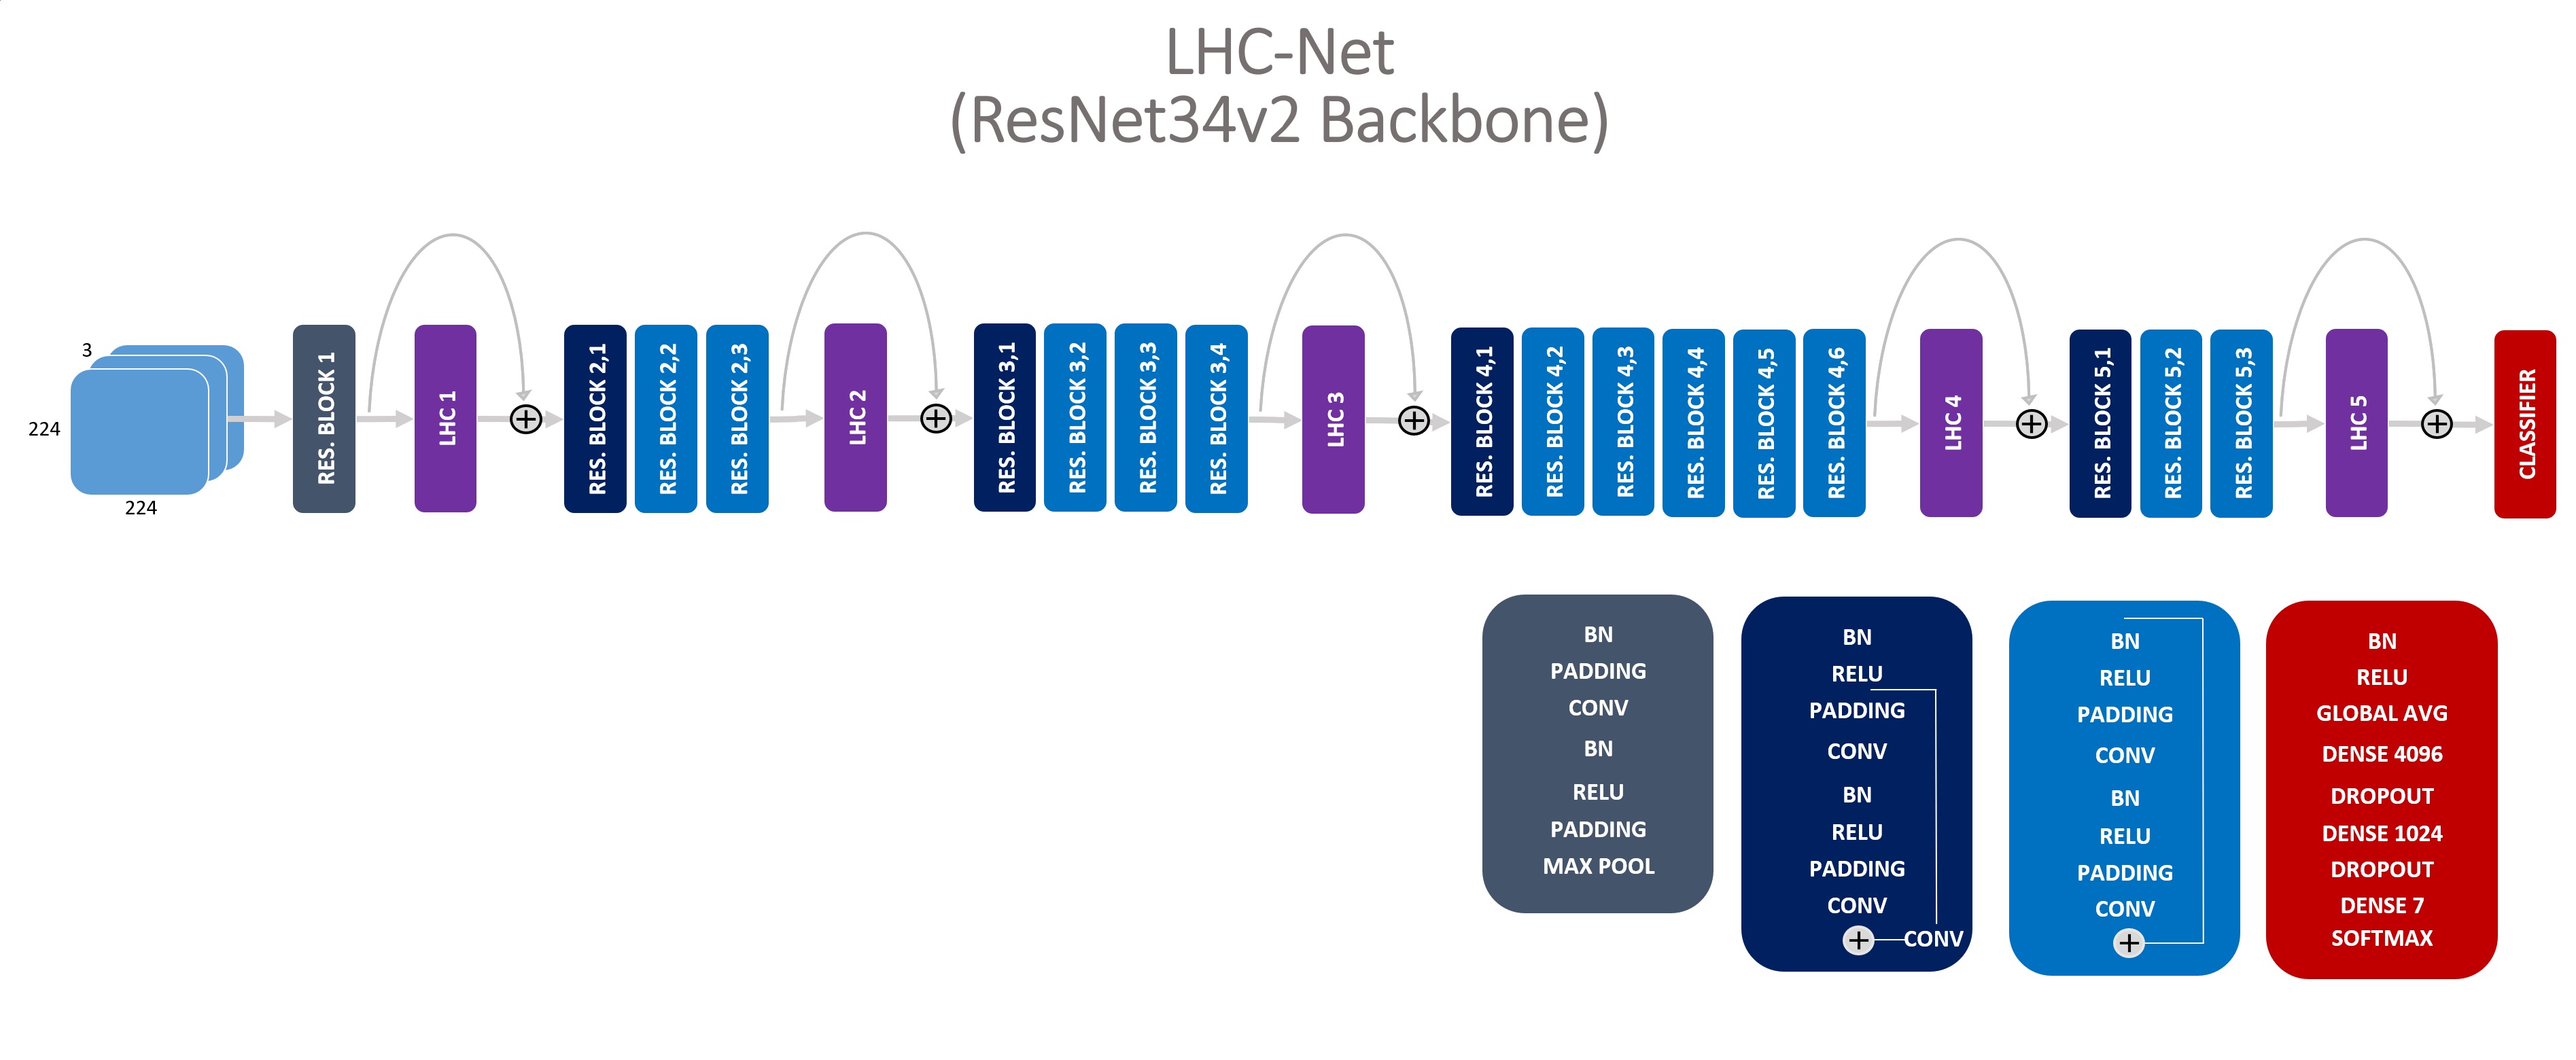 LHC-Net
(ResNet34v2 Backbone)
3
224
224
RES. BLOCK 1
LHC 1
RES. BLOCK 2,1
RES. BLOCK 2,2
RES. BLOCK 2,3
LHC 2
RES. BLOCK 3,1
RES. BLOCK 3,2
RES. BLOCK 3,3
RES. BLOCK 3,4
LHC 3
RES. BLOCK 4,1
RES. BLOCK 4,2
RES. BLOCK 4,3
RES. BLOCK 4,4
RES. BLOCK 4,5
RES. BLOCK 4,6
LHC 4
RES. BLOCK 5,1
RES. BLOCK 5,2
RES. BLOCK 5,3
LHC 5
CLASSIFIER
BN
PADDING
CONV
BN
RELU
PADDING
MAX POOL
BN
RELU
PADDING
CONV
BN
RELU
PADDING
CONV
CONV
BN
RELU
PADDING
CONV
BN
RELU
PADDING
CONV
BN
RELU
GLOBAL AVG
DENSE 4096
DROPOUT
DENSE 1024
DROPOUT
DENSE 7
SOFTMAX